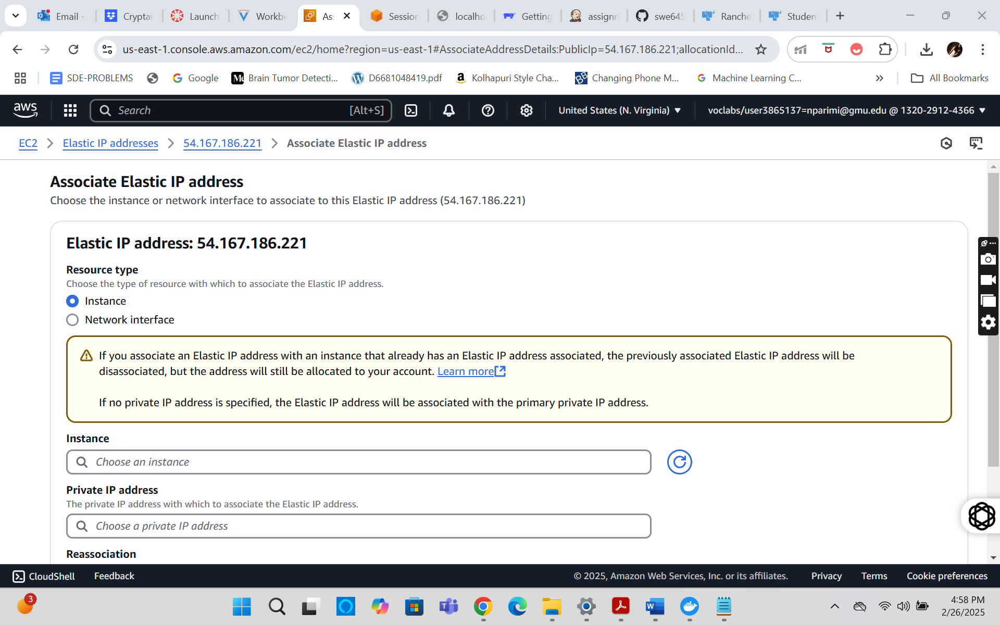 Email -
Crypta
Launch
Workbe
As
Session
localho
Getting
assignm
swe645
Ranche
Studen
us-east-1.console.aws.amazon.com/ec2/home?region=us-east-1#AssociateAddressDetails:PublicIp=54.167.186.221;allocationId...
SDE-PROBLEMS
Google
Me Brain Tumor Detecti...
D6681048419.pdf
Kolhapuri Style Cha...
BB Changing Phone M...
Machine Learning C...
All Bookmarks
aws
Search [Alt+S]
United States (N. Virginia)
voclabs/user3865137=nparimi@gmu.edu @ 1320-2912-4366
EC2 Elastic IP addresses 54.167.186.221 Associate Elastic IP address
Associate Elastic IP address
Choose the instance or network interface to associate to this Elastic IP address (54.167.186.221)
Elastic IP address: 54.167.186.221
Resource type
Choose the type of resource with which to associate the Elastic IP address.
Instance
Network interface
If you associate an Elastic IP address with an instance that already has an Elastic IP address associated, the previously associated Elastic IP address will be
disassociated, but the address will still be allocated to your account. Learn more
If no private IP address is specified, the Elastic IP address will be associated with the primary private IP address.
Instance
Choose an instance
Private IP address
The private IP address with which to associate the Elastic IP address.
Choose a private IP address
Reassociation
CloudShell Feedback
© 2025, Amazon Web Services, Inc. or its affiliates. Privacy Terms Cookie preferences
3
4:58 PM
2/26/2025